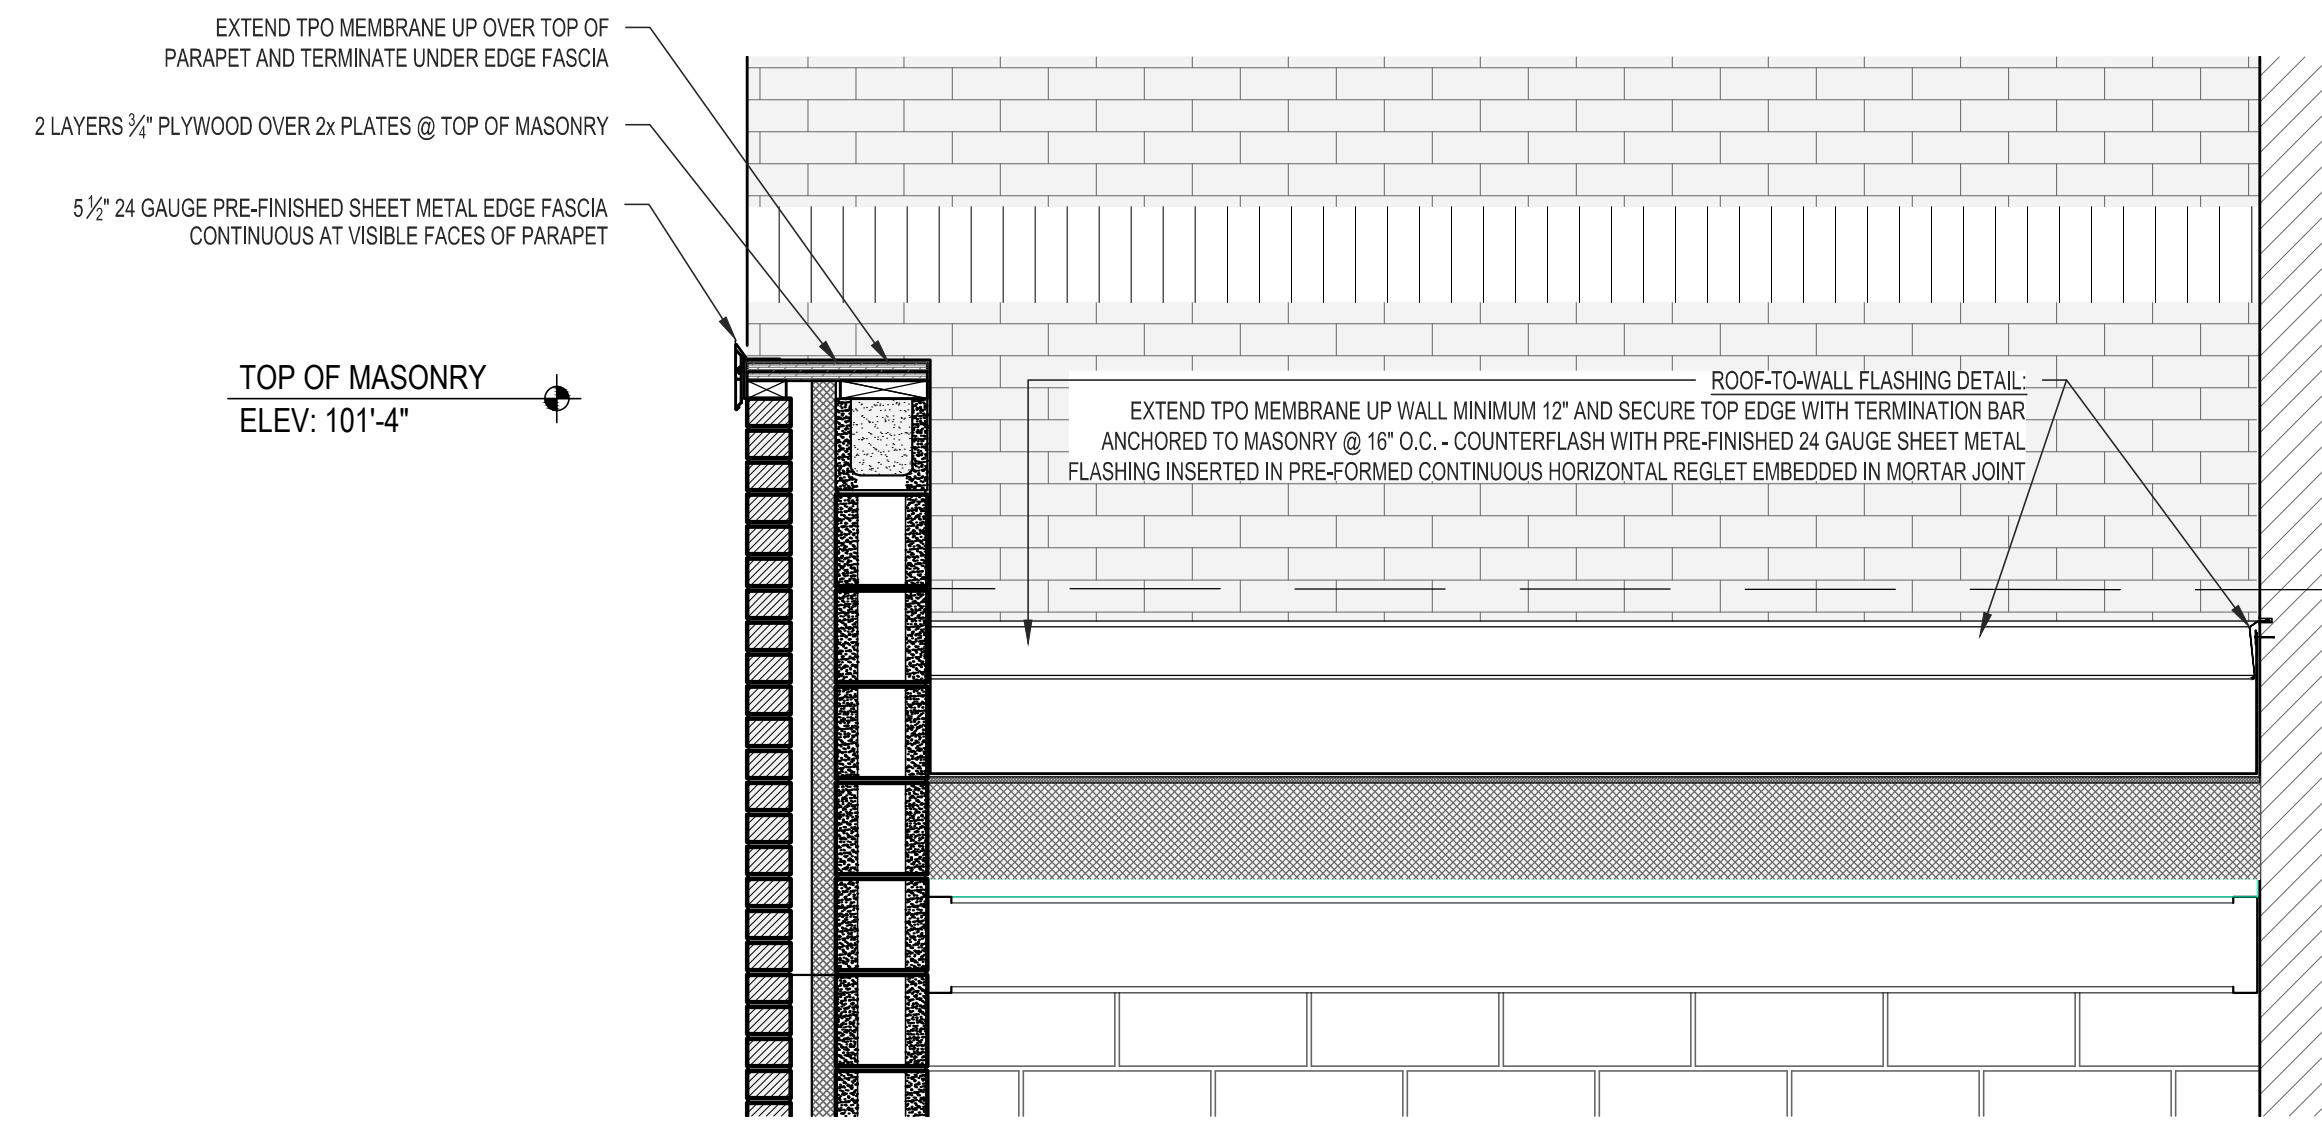 EXTEND TPO MEMBRANE UP OVER TOP OF
PARAPET AND TERMINATE UNDER EDGE FASCIA
2 LAYERS 3/4" PLYWOOD OVER 2x PLATES @ TOP OF MASONRY
5 1/2" 24 GAUGE PRE-FINISHED SHEET METAL EDGE FASCIA
CONTINUOUS AT VISIBLE FACES OF PARAPET
TOP OF MASONRY
ELEV: 101'-4"
ROOF-TO-WALL FLASHING DETAIL:
EXTEND TPO MEMBRANE UP WALL MINIMUM 12" AND SECURE TOP EDGE WITH TERMINATION BAR
ANCHORED TO MASONRY @ 16" O.C. - COUNTERFLASH WITH PRE-FINISHED 24 GAUGE SHEET METAL
FLASHING INSERTED IN PRE-FORMED CONTINUOUS HORIZONTAL REGLET EMBEDDED IN MORTAR JOINT